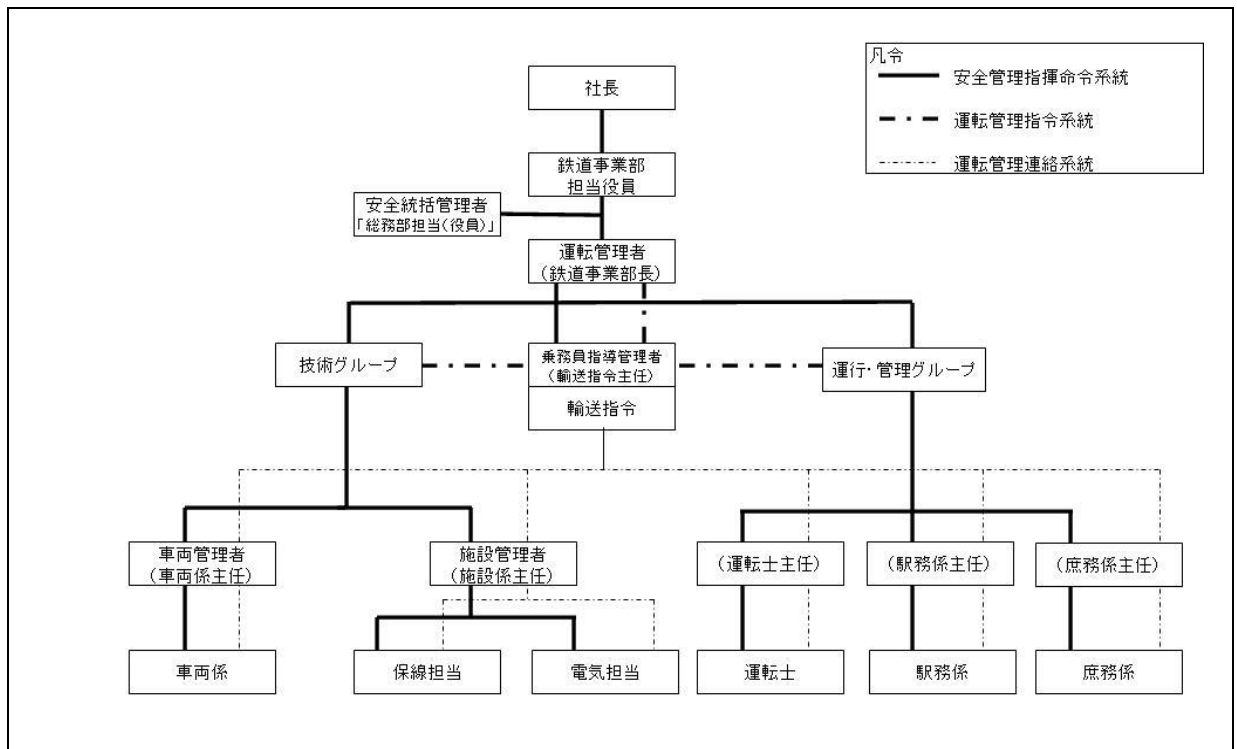 凡令
安全管理指揮命令系統
運転管理指令系統
運転管理連絡系統
社長
鉄道事業部
担当役員
安全統括管理者
「総務部担当(役員)」
運転管理者
(鉄道事業部長)
技術グループ
乗務員指導管理者
(輸送指令主任)
輸送指令
運行・管理グループ
車両管理者
(車両係主任)
施設管理者
(施設係主任)
(運転士主任)
(駅務係主任)
(庶務係主任)
車両係
保線担当
電気担当
運転士
駅務係
庶務係